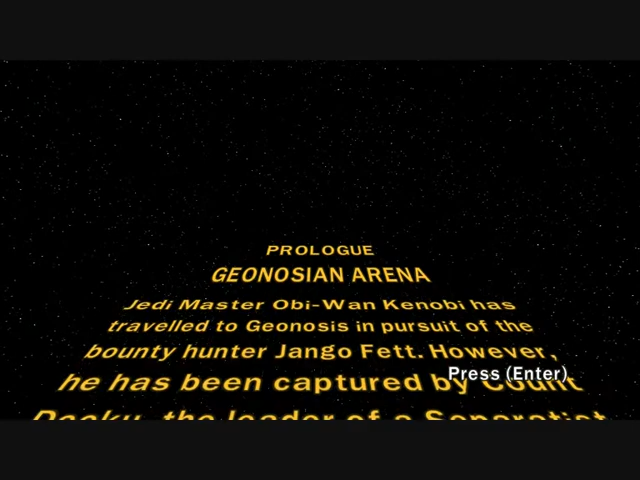 PROLOGUE
GEONOSIAN ARENA
Jedi Master Obi-Wan Kenobi has
travelled to Geonosis in pursuit of the
bounty hunter Jango Fett. However,
he has been captured by Count
Press (Enter)
Dooku, the leader of a Separatist